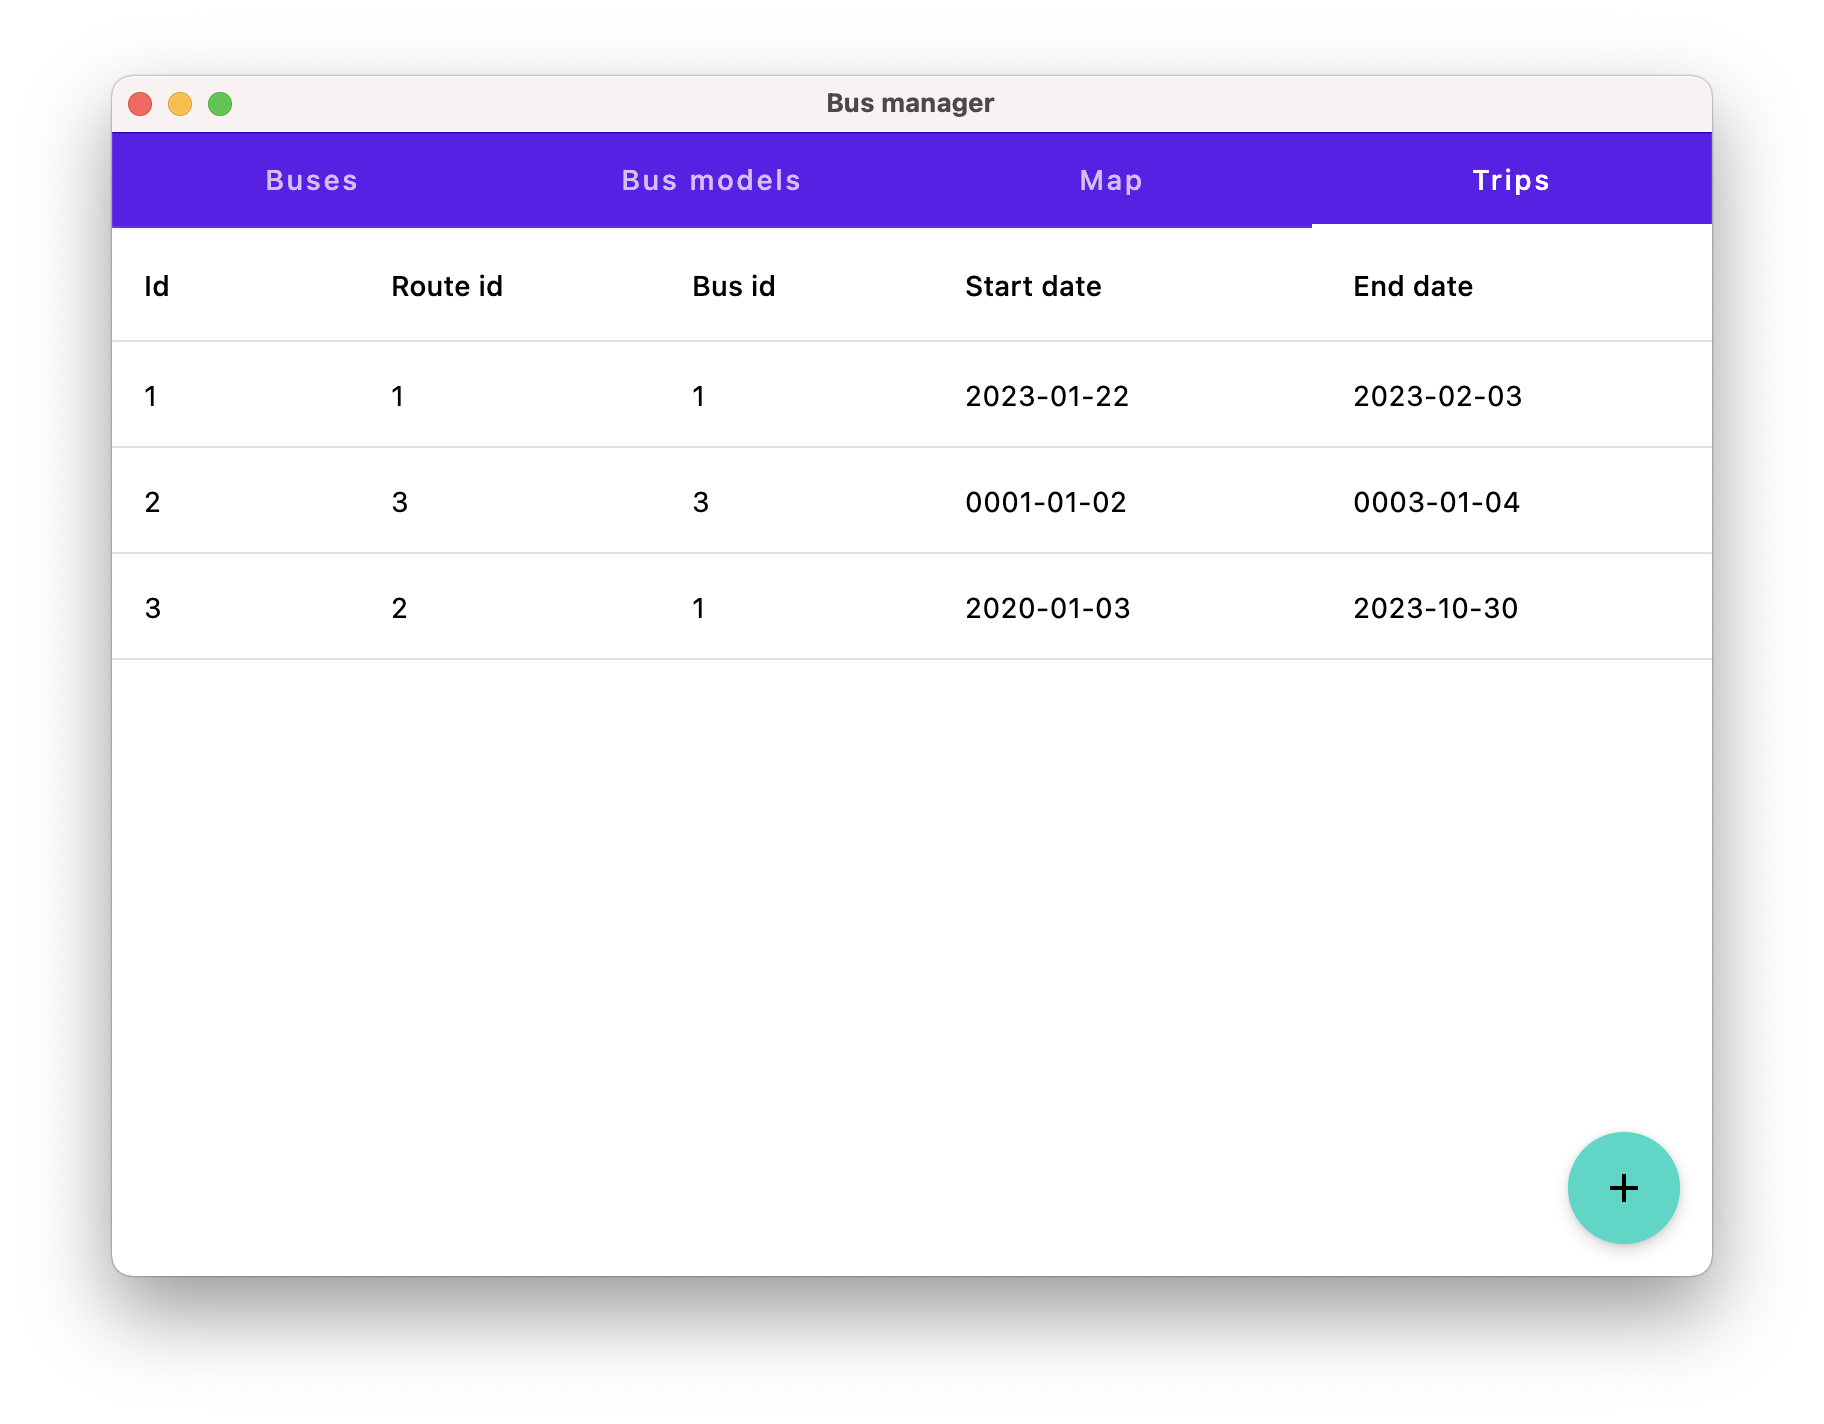 Bus manager
Buses Bus models Map Trips
Id Route id Bus id Start date End date
1 1 1 2023-01-22 2023-02-03
2 3 3 0001-01-02 0003-01-04
3 2 1 2020-01-03 2023-10-30
+